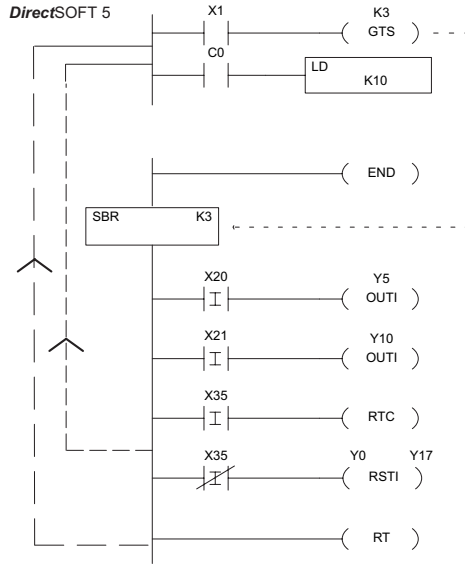 DirectSOFT 5
X1 K3
GTS
C0
LD
K10
END
SBR K3
X20 Y5
I OUTI
X21 Y10
I OUTI
X35
I RTC
X35 Y0 Y17
I RSTI
RT